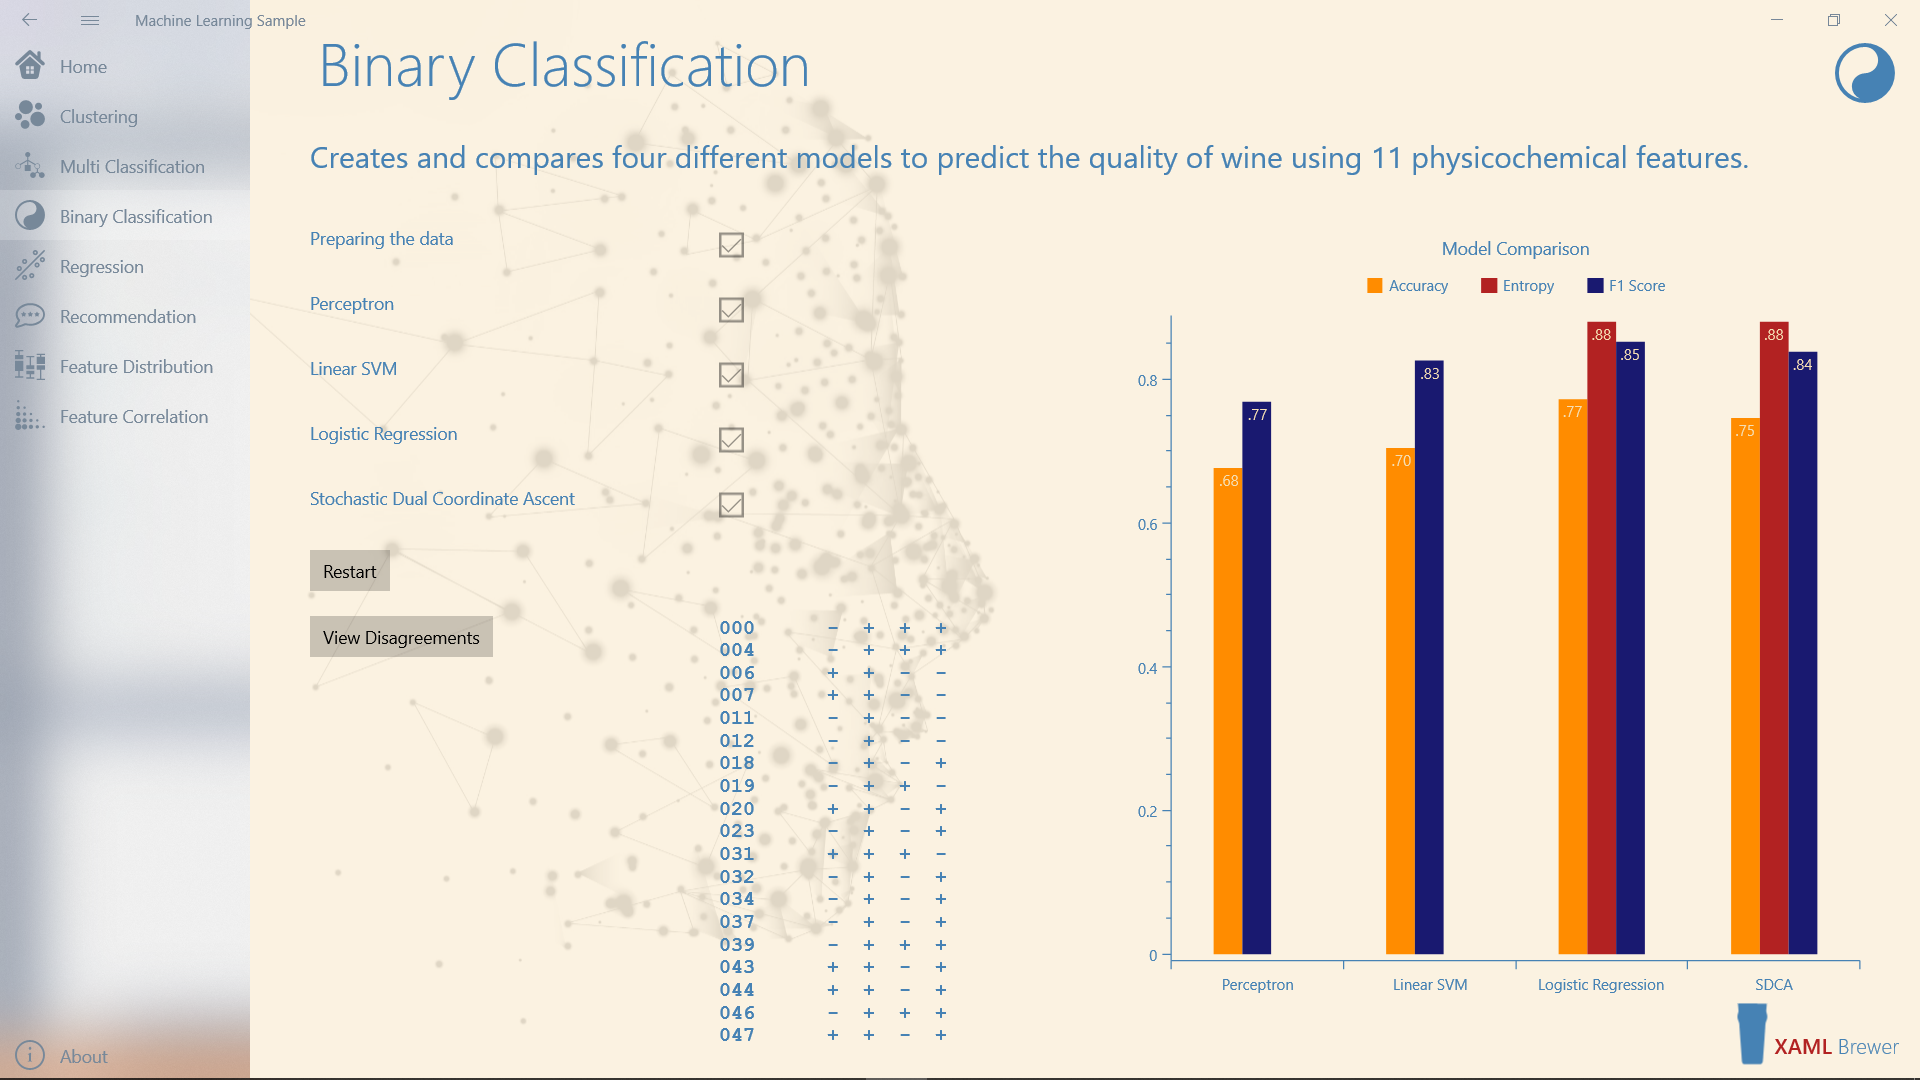 Machine Learning Sample
Home
Clustering
Multi Classification
Binary Classification
Regression
Recommendation
Feature Distribution
Feature Correlation
About
Binary Classification
Creates and compares four different models to predict the quality of wine using 11 physicochemical features.
Preparing the data
Perceptron
Linear SVM
Logistic Regression
Stochastic Dual Coordinate Ascent
Restart
View Disagreements
000 - + + +
004 - + + +
006 + + - -
007 + + - -
011 - + - -
012 - + - -
018 - + - +
019 - + + -
020 + + - +
023 - + - +
031 + + + -
032 - + - +
034 - + - +
037 - + - +
039 - + + +
043 + + - +
044 + + - +
046 - + + +
047 + + - +
Model Comparison
Accuracy Entropy F1 Score
0.8
0.6
0.4
0.2
0
.68 .77
.70 .83
.77 .88 .85
.75 .88 .84
Perceptron Linear SVM Logistic Regression SDCA
XAML Brewer